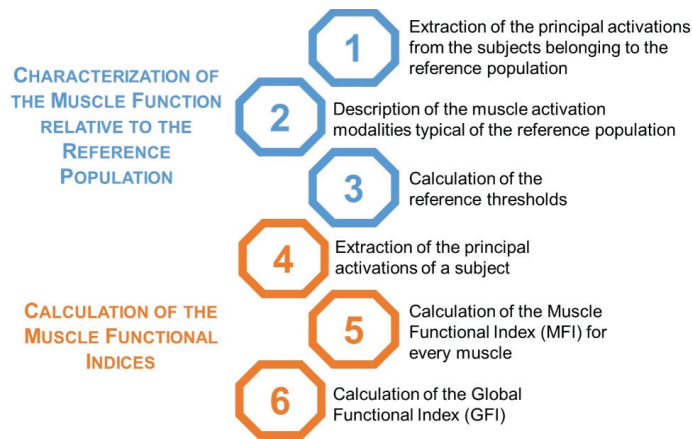 CHARACTERIZATION OF
THE MUSCLE FUNCTION
RELATIVE TO THE
REFERENCE
POPULATION
1
Extraction of the principal activations
from the subjects belonging to the
reference population
2
Description of the muscle activation
modalities typical of the reference population
3
Calculation of the
reference thresholds
CALCULATION OF THE
MUSCLE FUNCTIONAL
INDICES
4
Extraction of the principal
activations of a subject
5
Calculation of the Muscle
Functional Index (MFI) for
every muscle
6
Calculation of the Global
Functional Index (GFI)